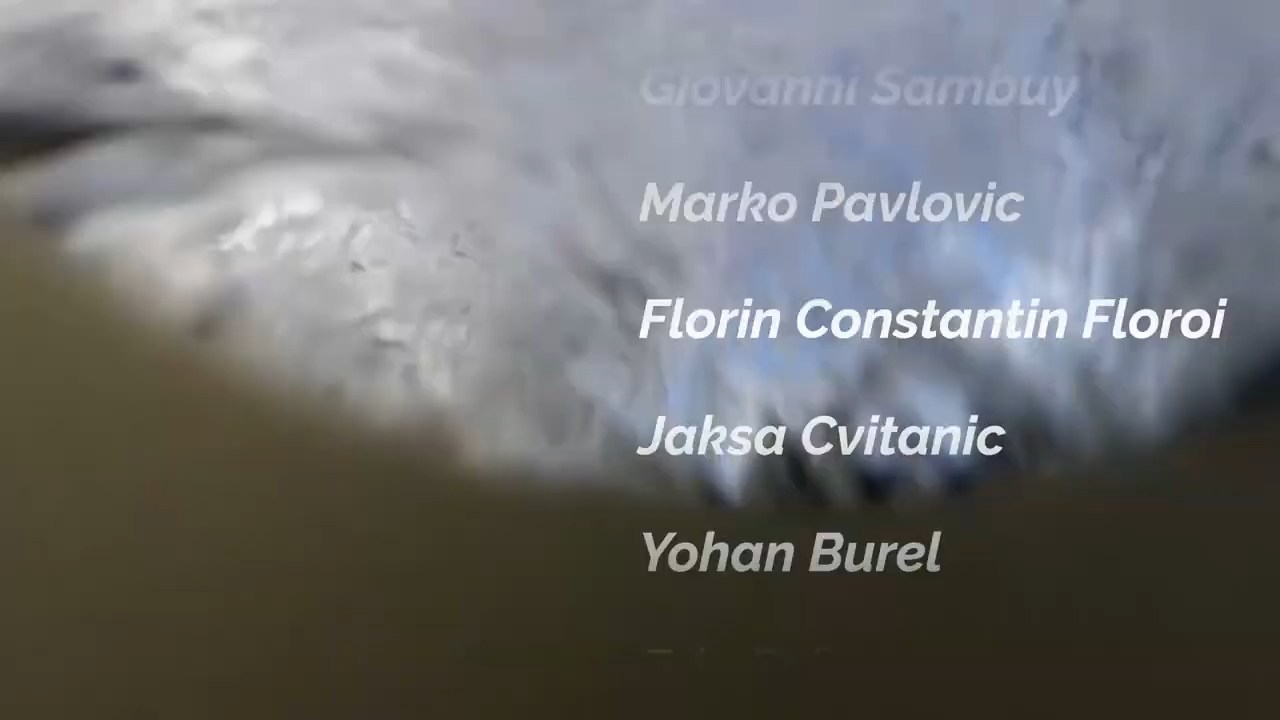 Giovanni Sambuy
Marko Pavlovic
Florin Constantin Floroi
Jaksa Cvitanic
Yohan Burel